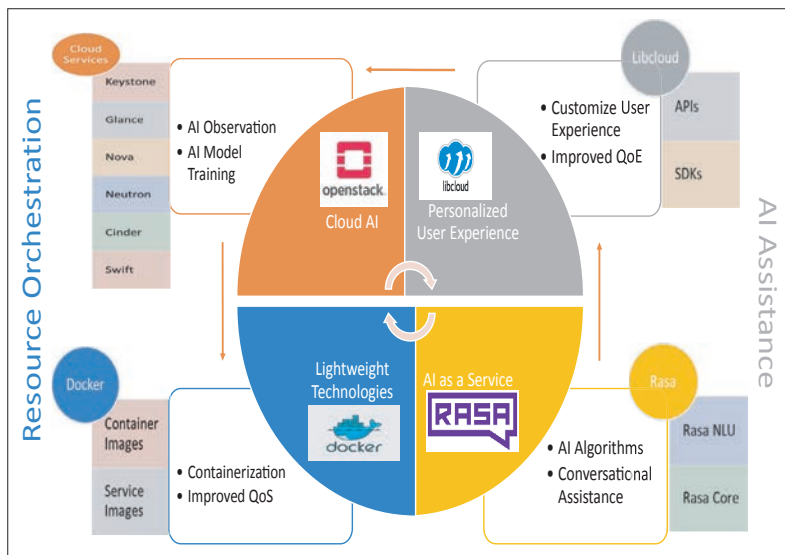 Resource Orchestration
Cloud
Services
Keystone
Glance
Nova
Neutron
Cinder
Swift
• AI Observation
• AI Model
Training
openstack.
Cloud AI
libcloud
Personalized
User Experience
• Customize User
Experience
• Improved QoE
Libcloud
APIs
SDKs
AI Assistance
Docker
Container
Images
Service
Images
• Containerization
• Improved QoS
Lightweight
Technologies
docker
AI as a Service
RASA
• AI Algorithms
• Conversational
Assistance
Rasa
Rasa NLU
Rasa Core